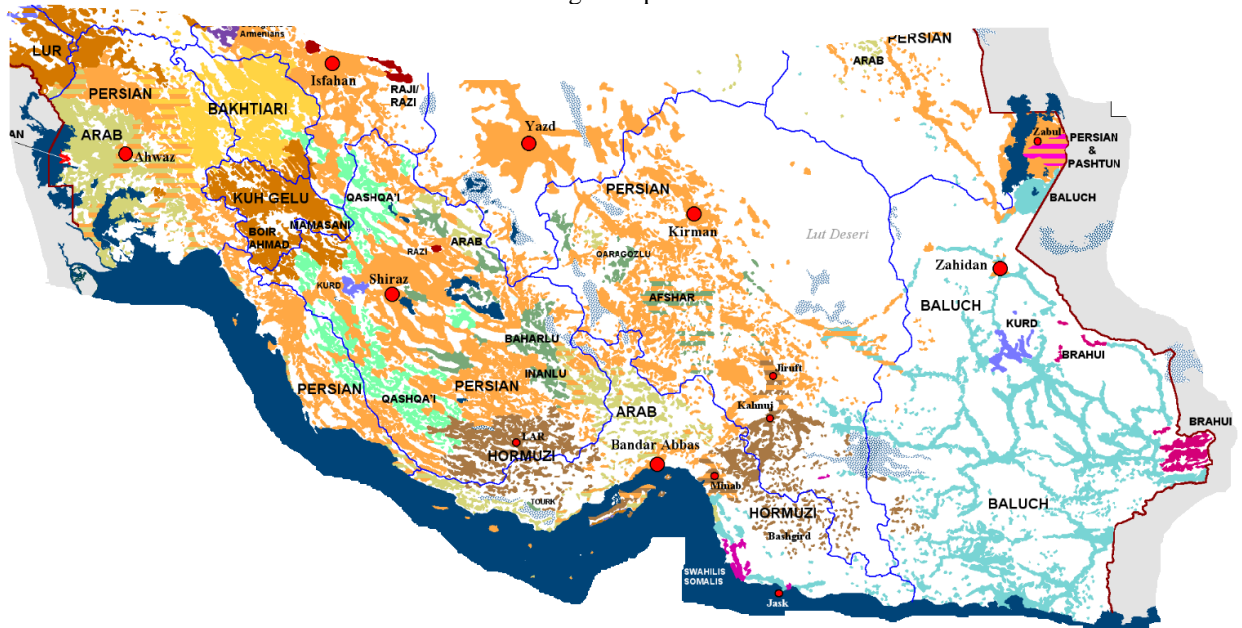 Armenians
LUR
Isfahan
PERSIAN
ARAB
PERSIAN
BAKHTIARI
RAJI/
RAZI
AN
ARAB
Ahwaz
Yazd
Zabul
PERSIAN
&
PASHTUN
BALUCH
KUH GELU
QASHQA'I
PERSIAN
MAMASANI
BOIR
AHMAD
RAZI
ARAB
Kirman
Lut Desert
QARAGOZLU
Zahidan
KURD
Shiraz
AFSHAR
BALUCH
KURD
BRAHUI
BAHARLU
INANLU
Jiruft
PERSIAN
PERSIAN
QASHQA'I
ARAB
Kahnuj
BRAHUI
LAR
HORMUZI
Bandar Abbas
Minab
TOURK
HORMUZI
Bashgird
BALUCH
SWAHILIS
SOMALIS
Jask